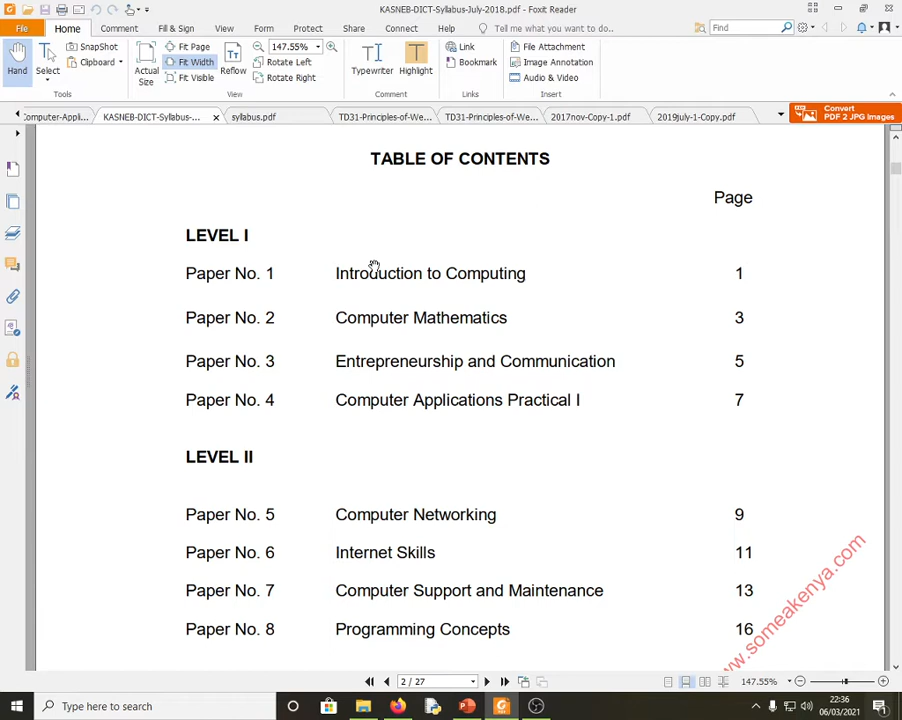 KASNEB-DICT-Syllabus-July-2018.pdf - Foxit Reader
File Home Comment Fill & Sign View Form Protect Share Connect Help Tell me what you want to do...
Find
Hand
Select
SnapShot
Clipboard
Tools
Actual Size
Fit Page
Fit Width
Fit Visible
Reflow
147.55%
Rotate Left
Rotate Right
View
Typewriter
Highlight
Comment
Link
Bookmark
Links
File Attachment
Image Annotation
Audio & Video
Insert
Computer-Appli... KASNEB-DICT-Syllabus-... syllabus.pdf TD31-Principles-of-We... TD31-Principles-of-We... 2017nov-Copy-1.pdf 2019july-1-Copy.pdf
Convert
PDF 2 JPG Images
TABLE OF CONTENTS
Page
LEVEL I
Paper No. 1 Introduction to Computing 1
Paper No. 2 Computer Mathematics 3
Paper No. 3 Entrepreneurship and Communication 5
Paper No. 4 Computer Applications Practical I 7
LEVEL II
Paper No. 5 Computer Networking 9
Paper No. 6 Internet Skills 11
Paper No. 7 Computer Support and Maintenance 13
Paper No. 8 Programming Concepts 16
ww.someakenya.com
2 / 27
147.55%
Type here to search
22:36
06/03/2021